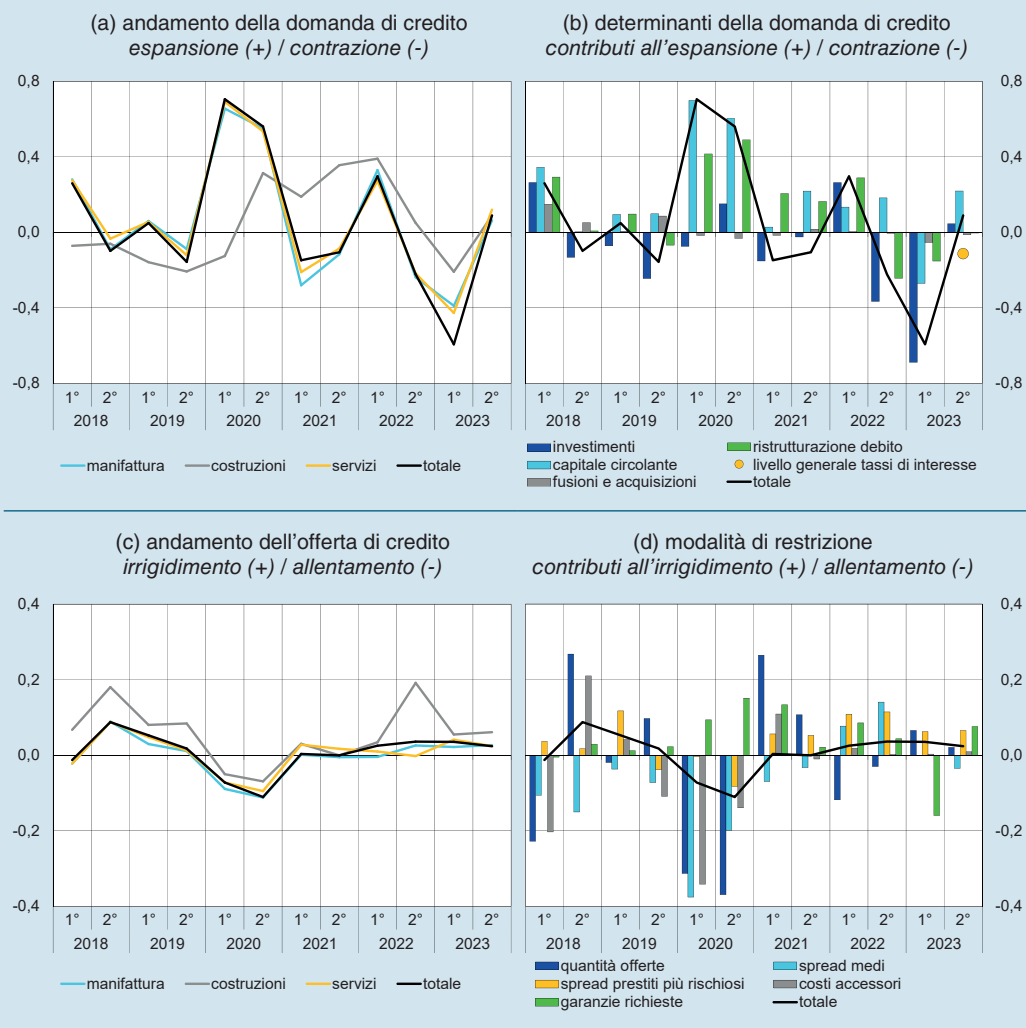 (a) andamento della domanda di credito
espansione (+) / contrazione (-)
0,8
0,4
0,0
-0,4
-0,8
1° 2° 1° 2° 1° 2° 1° 2° 1° 2° 1° 2°
2018 2019 2020 2021 2022 2023
manifattura costruzioni servizi totale
(b) determinanti della domanda di credito
contributi all'espansione (+) / contrazione (-)
0,8
0,4
0,0
-0,4
-0,8
1° 2° 1° 2° 1° 2° 1° 2° 1° 2° 1° 2°
2018 2019 2020 2021 2022 2023
investimenti ristrutturazione debito
capitale circolante livello generale tassi di interesse
fusioni e acquisizioni totale
(c) andamento dell'offerta di credito
irrigidimento (+) / allentamento (-)
0,4
0,2
0,0
-0,2
-0,4
1° 2° 1° 2° 1° 2° 1° 2° 1° 2° 1° 2°
2018 2019 2020 2021 2022 2023
manifattura costruzioni servizi totale
(d) modalità di restrizione
contributi all'irrigidimento (+) / allentamento (-)
0,4
0,2
0,0
-0,2
-0,4
1° 2° 1° 2° 1° 2° 1° 2° 1° 2° 1° 2°
2018 2019 2020 2021 2022 2023
quantità offerte spread medi
spread prestiti più rischiosi costi accessori
garanzie richieste totale